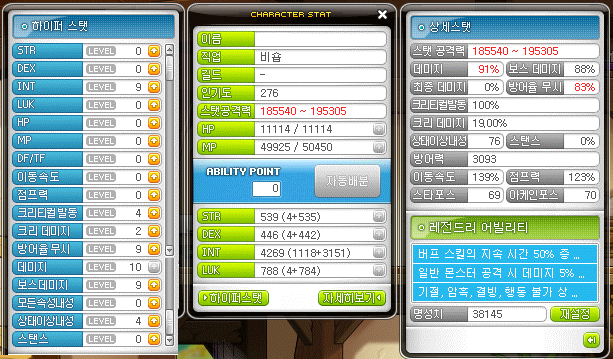 하이퍼 스탯
STR LEVEL 0
DEX LEVEL 0
INT LEVEL 9
LUK LEVEL 0
HP LEVEL 0
MP LEVEL 0
DF/TF LEVEL 0
이동속도 LEVEL 0
점프력 LEVEL 0
크리티컬발동 LEVEL 4
크리 데미지 LEVEL 2
방어율 무시 LEVEL 9
데미지 LEVEL 10
보스데미지 LEVEL 9
모든속성내성 LEVEL 0
상태이상내성 LEVEL 4
스탠스 LEVEL 0
CHARACTER STAT
이름
직업 비숍
길드 -
인기도 276
스탯공격력 185540 ~ 195305
HP 11114 / 11114
MP 49925 / 50450
ABILITY POINT
0 자동배분
STR 539 (4+535)
DEX 446 (4+442)
INT 4269 (1118+3151)
LUK 788 (4+784)
하이퍼스탯 자세히보기
상세스탯
스탯 공격력 185540 ~ 195305
데미지 91% 보스 데미지 88%
최종 데미지 0% 방어율 무시 83%
크리티컬발동 100%
크리 데미지 19,00%
상태이상내성 76 스탠스 0%
방어력 3093
이동속도 139% 점프력 123%
스타포스 69 아케인포스 70
레전드리 어빌리티
버프 스킬의 지속 시간 50% 증 ..
일반 몬스터 공격 시 데미지 5% ..
기절, 암흑, 결빙, 행동 불가 상 ..
명성치 38145 재설정